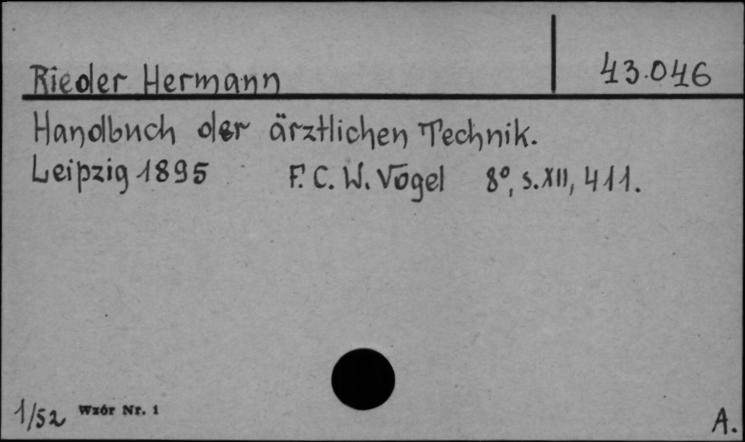 Rieder Hermann 43.046
Handbuch der ärztlichen Technik.
Leipzig 1895 F. C. W. Vogel 8°, s. XII, 411.
1/52 Wzór Nr. 1 A.